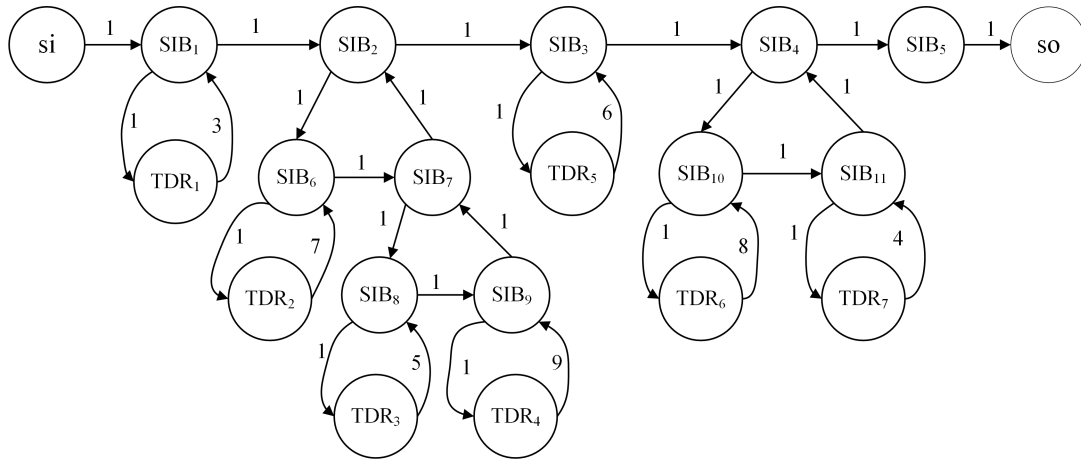 1 1 1 1 1 1
si SIB₁ SIB₂ SIB₃ SIB₄ SIB₅ so
1 3 1 1 1 6 1 1
TDR₁ SIB₆ 1 SIB₇ TDR₅ SIB₁₀ 1 SIB₁₁
1 7 1 1 1 8 1 4
TDR₂ SIB₈ 1 SIB₉ TDR₆ TDR₇
1 5 1 9
TDR₃ TDR₄